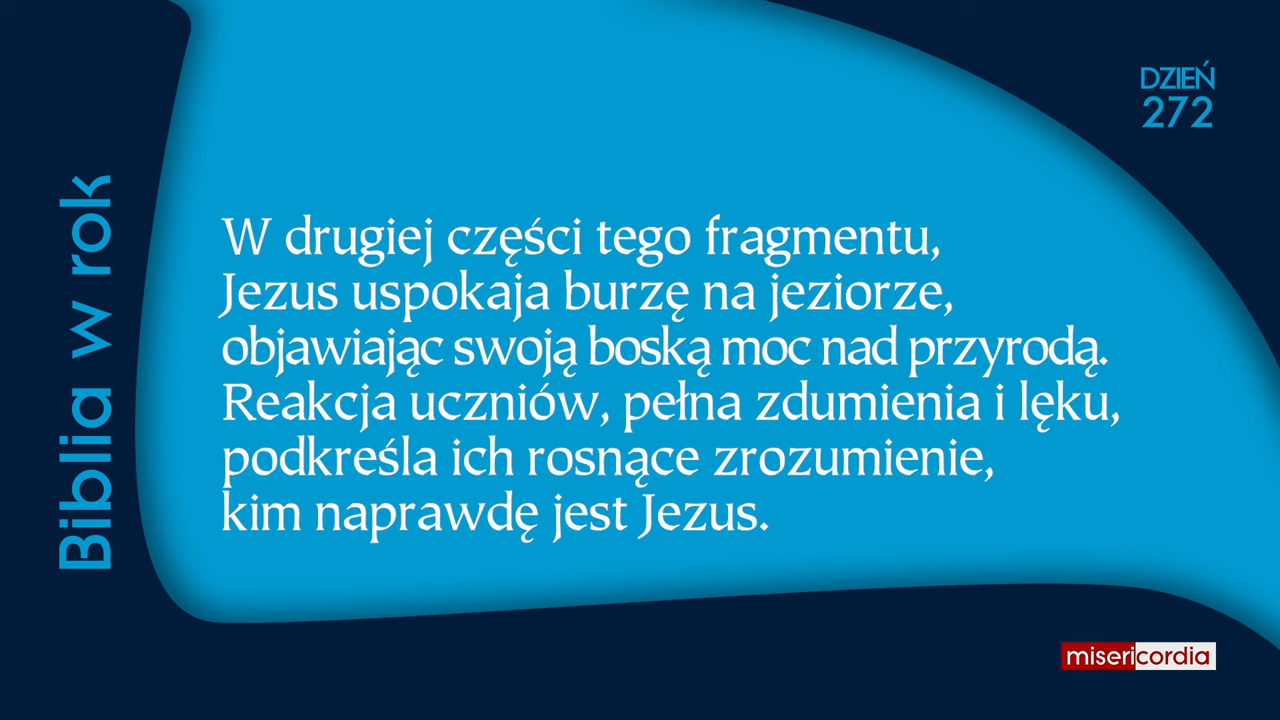 Biblia w rok
DZIEŃ
272
W drugiej części tego fragmentu,
Jezus uspokaja burzę na jeziorze,
objawiając swoją boską moc nad przyrodą.
Reakcja uczniów, pełna zdumienia i lęku,
podkreśla ich rosnące zrozumienie,
kim naprawdę jest Jezus.
misericordia